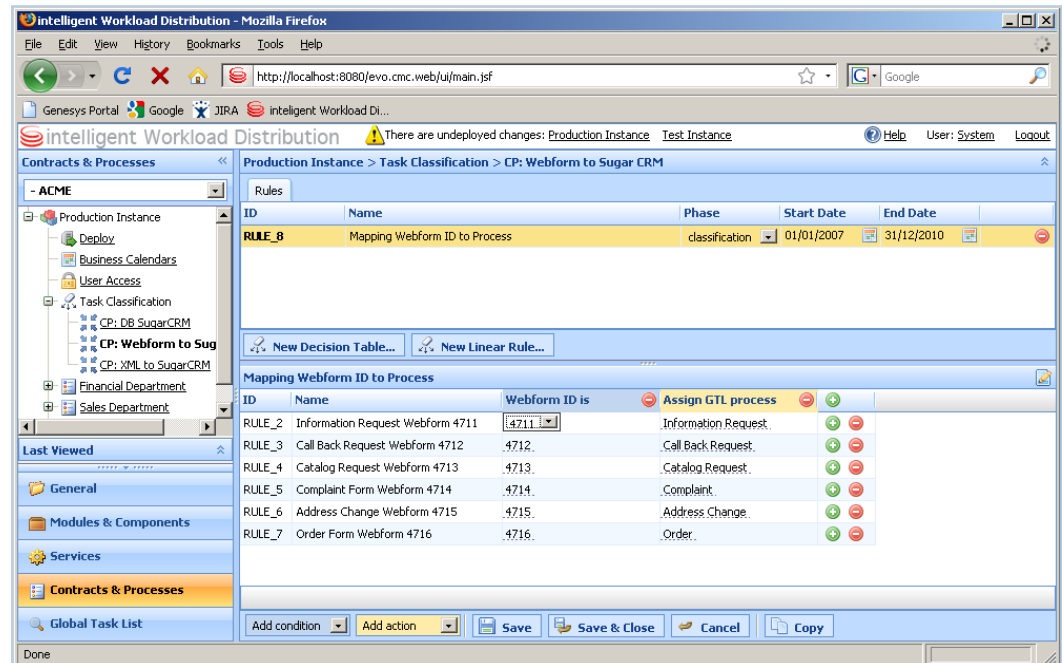 intelligent Workload Distribution - Mozilla Firefox
File Edit View History Bookmarks Tools Help
http://localhost:8080/evo.cmc.web/ui/main.jsf
G Google
Genesys Portal Google JIRA inteligent Workload Di...
intelligent Workload Distribution There are undeployed changes: Production Instance Test Instance Help User: System Logout
Contracts & Processes
Production Instance > Task Classification > CP: Webform to Sugar CRM
- ACME
Rules
Production Instance
Deploy
Business Calendars
User Access
Task Classification
CP: DB SugarCRM
CP: Webform to Sug
CP: XML to SugarCRM
Financial Department
Sales Department
Last Viewed
General
Modules & Components
Services
Contracts & Processes
Global Task List
ID Name Phase Start Date End Date
RULE_8 Mapping Webform ID to Process classification 01/01/2007 31/12/2010
New Decision Table... New Linear Rule...
Mapping Webform ID to Process
ID Name Webform ID is Assign GTL process
RULE_2 Information Request Webform 4711 4711 Information Request
RULE_3 Call Back Request Webform 4712 4712 Call Back Request
RULE_4 Catalog Request Webform 4713 4713 Catalog Request
RULE_5 Complaint Form Webform 4714 4714 Complaint
RULE_6 Address Change Webform 4715 4715 Address Change
RULE_7 Order Form Webform 4716 4716 Order
Add condition Add action Save Save & Close Cancel Copy
Done